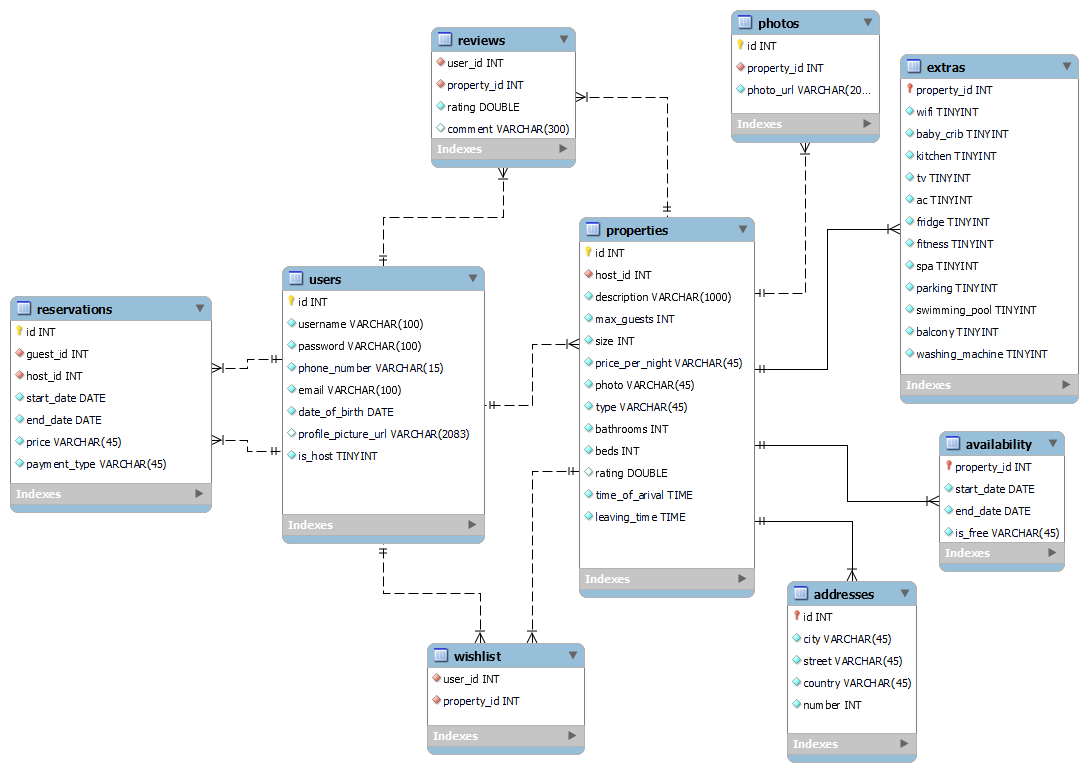 reviews
user_id INT
property_id INT
rating DOUBLE
comment VARCHAR(300)
Indexes
photos
id INT
property_id INT
photo_url VARCHAR(20...
Indexes
extras
property_id INT
wifi TINYINT
baby_crib TINYINT
kitchen TINYINT
tv TINYINT
ac TINYINT
fridge TINYINT
fitness TINYINT
spa TINYINT
parking TINYINT
swimming_pool TINYINT
balcony TINYINT
washing_machine TINYINT
Indexes
reservations
id INT
guest_id INT
host_id INT
start_date DATE
end_date DATE
price VARCHAR(45)
payment_type VARCHAR(45)
Indexes
users
id INT
username VARCHAR(100)
password VARCHAR(100)
phone_number VARCHAR(15)
email VARCHAR(100)
date_of_birth DATE
profile_picture_url VARCHAR(2083)
is_host TINYINT
Indexes
properties
id INT
host_id INT
description VARCHAR(1000)
max_guests INT
size INT
price_per_night VARCHAR(45)
photo VARCHAR(45)
type VARCHAR(45)
bathrooms INT
beds INT
rating DOUBLE
time_of_arival TIME
leaving_time TIME
Indexes
availability
property_id INT
start_date DATE
end_date DATE
is_free VARCHAR(45)
Indexes
wishlist
user_id INT
property_id INT
Indexes
addresses
id INT
city VARCHAR(45)
street VARCHAR(45)
country VARCHAR(45)
number INT
Indexes